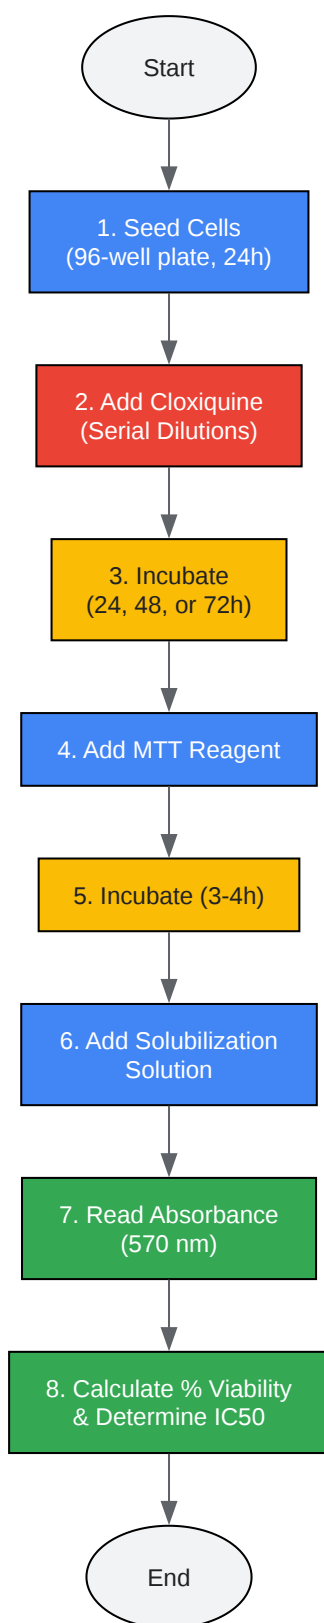 Start
1. Seed Cells
(96-well plate, 24h)
2. Add Cloxiquine
(Serial Dilutions)
3. Incubate
(24, 48, or 72h)
4. Add MTT Reagent
5. Incubate (3-4h)
6. Add Solubilization
Solution
7. Read Absorbance
(570 nm)
8. Calculate % Viability
& Determine IC50
End